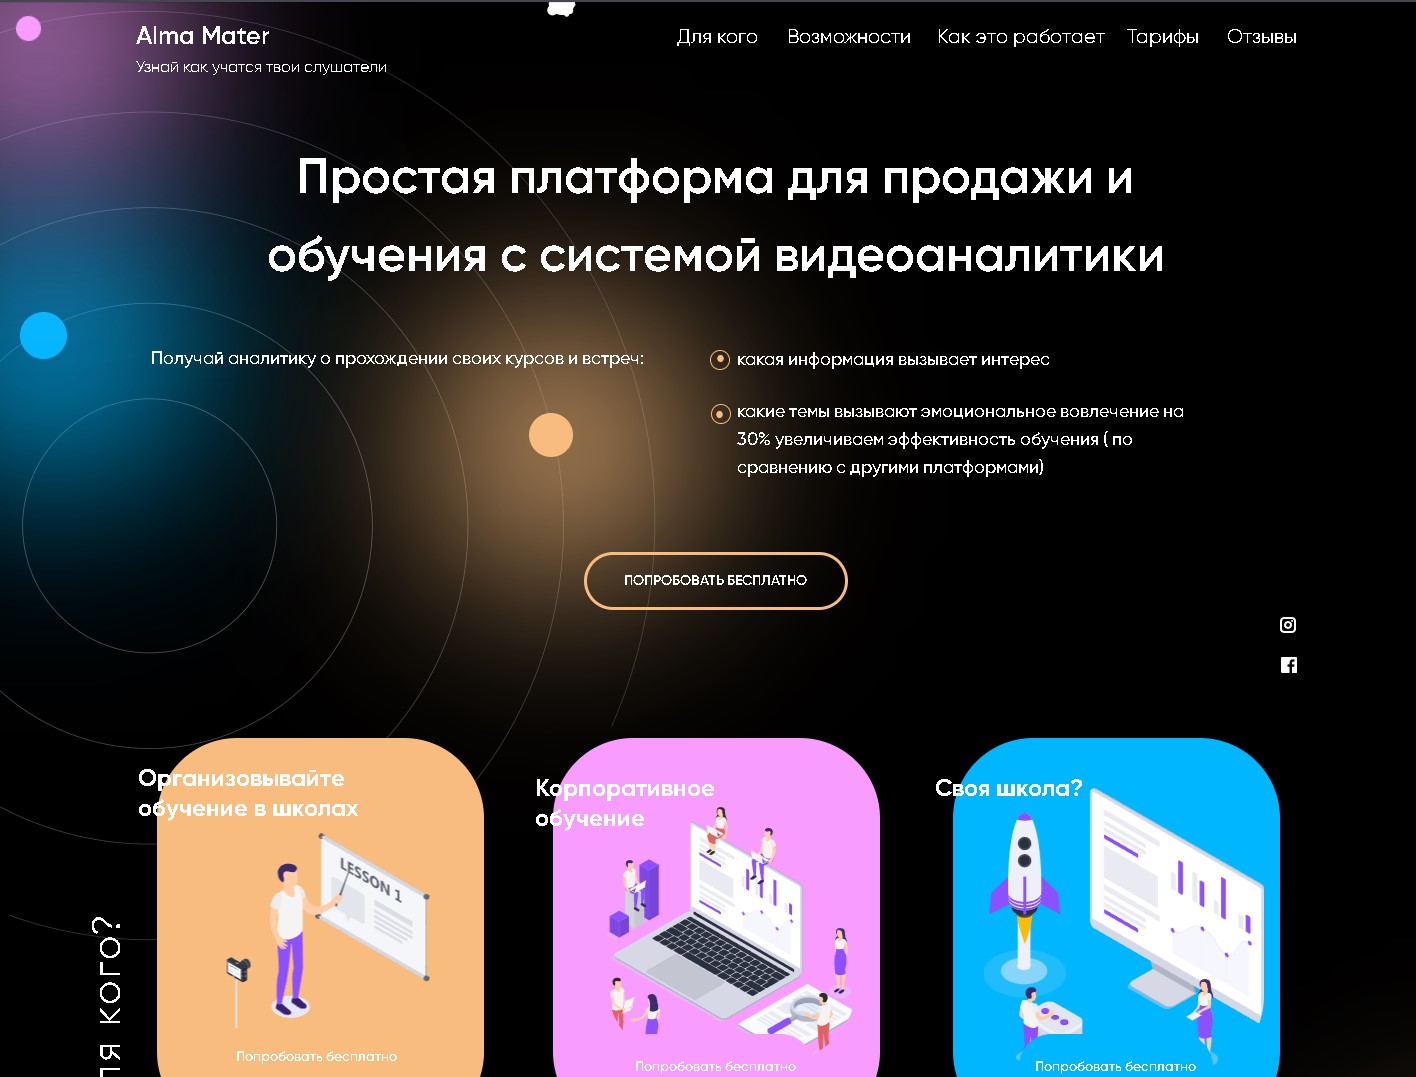 Alma Mater
Узнай как учатся твои слушатели
Для кого Возможности Как это работает Тарифы Отзывы
Простая платформа для продажи и
обучения с системой видеоаналитики
Получай аналитику о прохождении своих курсов и встреч:
какая информация вызывает интерес
какие темы вызывают эмоциональное вовлечение на
30% увеличиваем эффективность обучения ( по
сравнению с другими платформами)
ПОПРОБОВАТЬ БЕСПЛАТНО
Организовывайте
обучение в школах
LESSON 1
Попробовать бесплатно
Корпоративное
обучение
Попробовать бесплатно
Своя школа?
Попробовать бесплатно
КОГО?